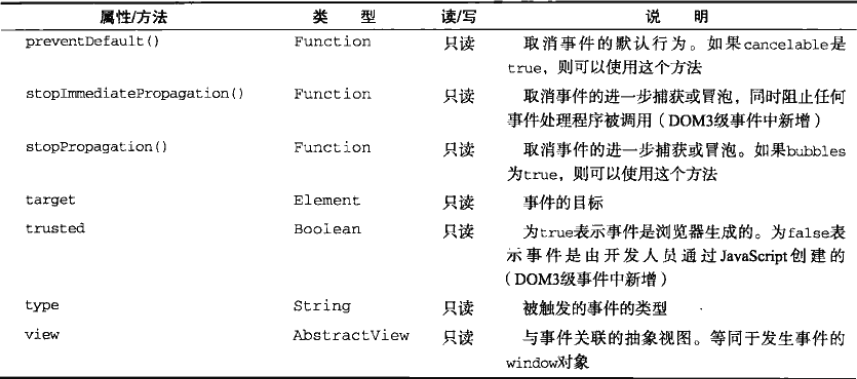 属性/方法 类 型 读/写 说 明
preventDefault() Function 只读 取消事件的默认行为。如果cancelable是
true，则可以使用这个方法
stopImmediatePropagation() Function 只读 取消事件的进一步捕获或冒泡，同时阻止任何
事件处理程序被调用（DOM3级事件中新增）
stopPropagation() Function 只读 取消事件的进一步捕获或冒泡。如果bubbles
为true，则可以使用这个方法
target Element 只读 事件的目标
trusted Boolean 只读 为true表示事件是浏览器生成的。为false表
示事件是由开发人员通过JavaScript创建的
（DOM3级事件中新增）
type String 只读 被触发的事件的类型
view AbstractView 只读 与事件关联的抽象视图。等同于发生事件的
window对象